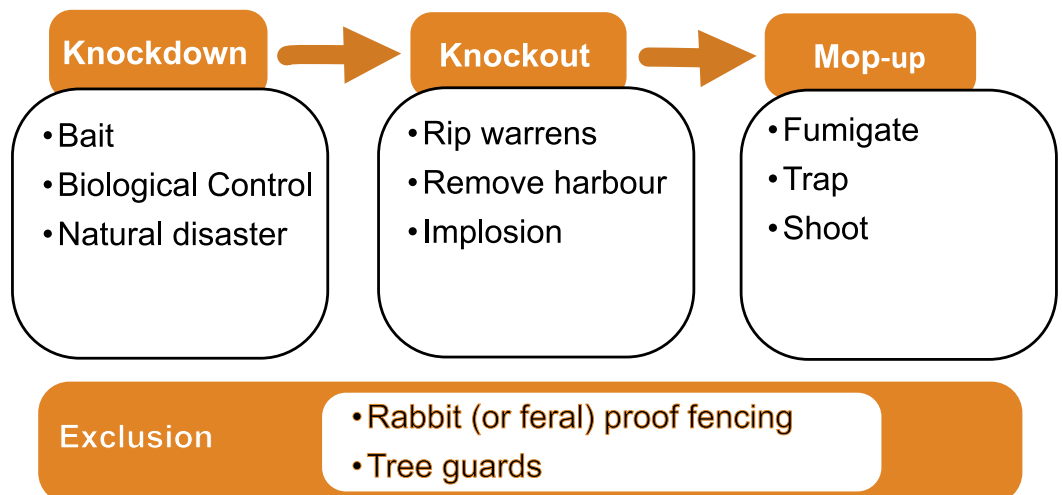 Knockdown
Knockout
Mop-up
•Bait
•Biological Control
•Natural disaster
•Rip warrens
•Remove harbour
•Implosion
•Fumigate
•Trap
•Shoot
Exclusion
•Rabbit (or feral) proof fencing
•Tree guards